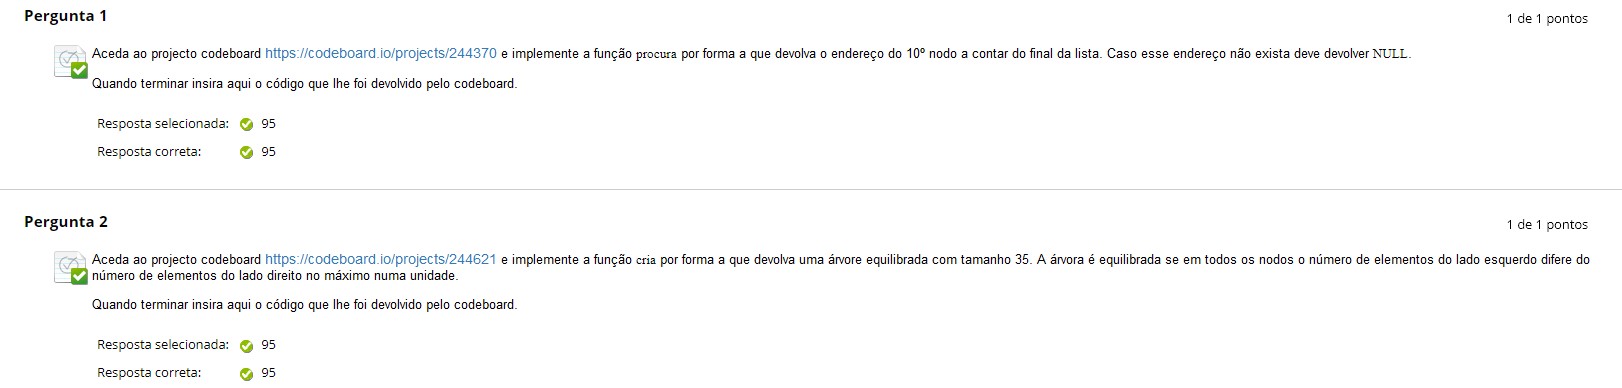 Pergunta 1
1 de 1 pontos
Aceda ao projecto codeboard https://codeboard.io/projects/244370 e implemente a função procura por forma a que devolva o endereço do 10º nodo a contar do final da lista. Caso esse endereço não exista deve devolver NULL.
Quando terminar insira aqui o código que lhe foi devolvido pelo codeboard.
Resposta selecionada: 95
Resposta correta: 95
Pergunta 2
1 de 1 pontos
Aceda ao projecto codeboard https://codeboard.io/projects/244621 e implemente a função cria por forma a que devolva uma árvore equilibrada com tamanho 35. A árvora é equilibrada se em todos os nodos o número de elementos do lado esquerdo difere do
número de elementos do lado direito no máximo numa unidade.
Quando terminar insira aqui o código que lhe foi devolvido pelo codeboard.
Resposta selecionada: 95
Resposta correta: 95